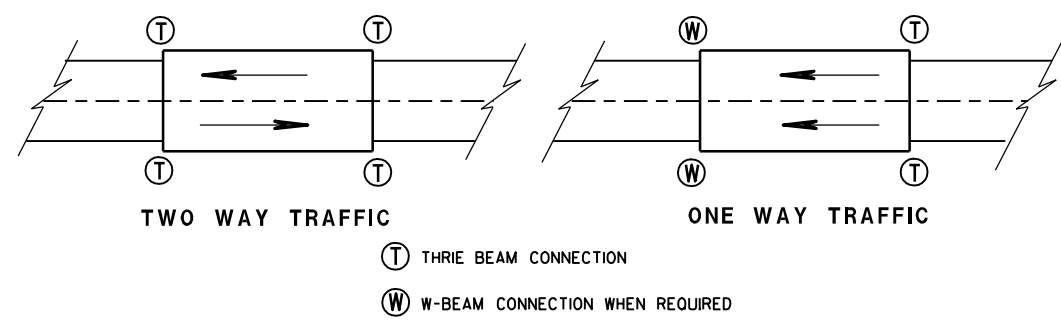 T T W T
T T W T
TWO WAY TRAFFIC
ONE WAY TRAFFIC
T THRIE BEAM CONNECTION
W W-BEAM CONNECTION WHEN REQUIRED